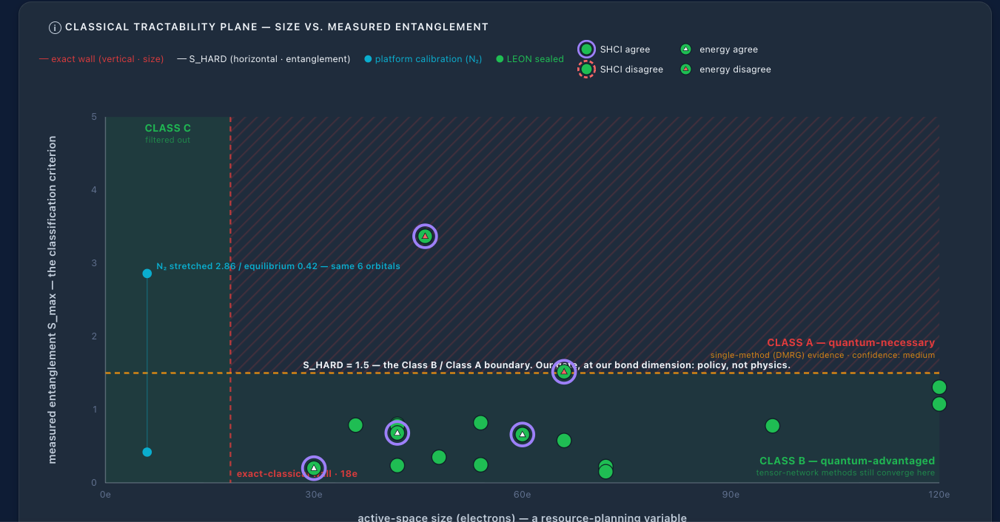 CLASSICAL TRACTABILITY PLANE — SIZE VS. MEASURED ENTANGLEMENT
— exact wall (vertical · size)
— S_HARD (horizontal · entanglement)
platform calibration (N₂)
LEON sealed
SHCI agree
energy agree
SHCI disagree
energy disagree
5
CLASS C
filtered out
4
3
N₂ stretched 2.86 / equilibrium 0.42 — same 6 orbitals
2
CLASS A — quantum-necessary
single-method (DMRG) evidence · confidence: medium
S_HARD = 1.5 — the Class B / Class A boundary. Our , at our bond dimension: policy, not physics.
1
CLASS B — quantum-advantaged
tensor-network methods still converge here
exact-classical wall · 18e
0
0e
30e
60e
90e
120e
measured entanglement S_max — the classification criterion
active-space size (electrons) — a resource-planning variable